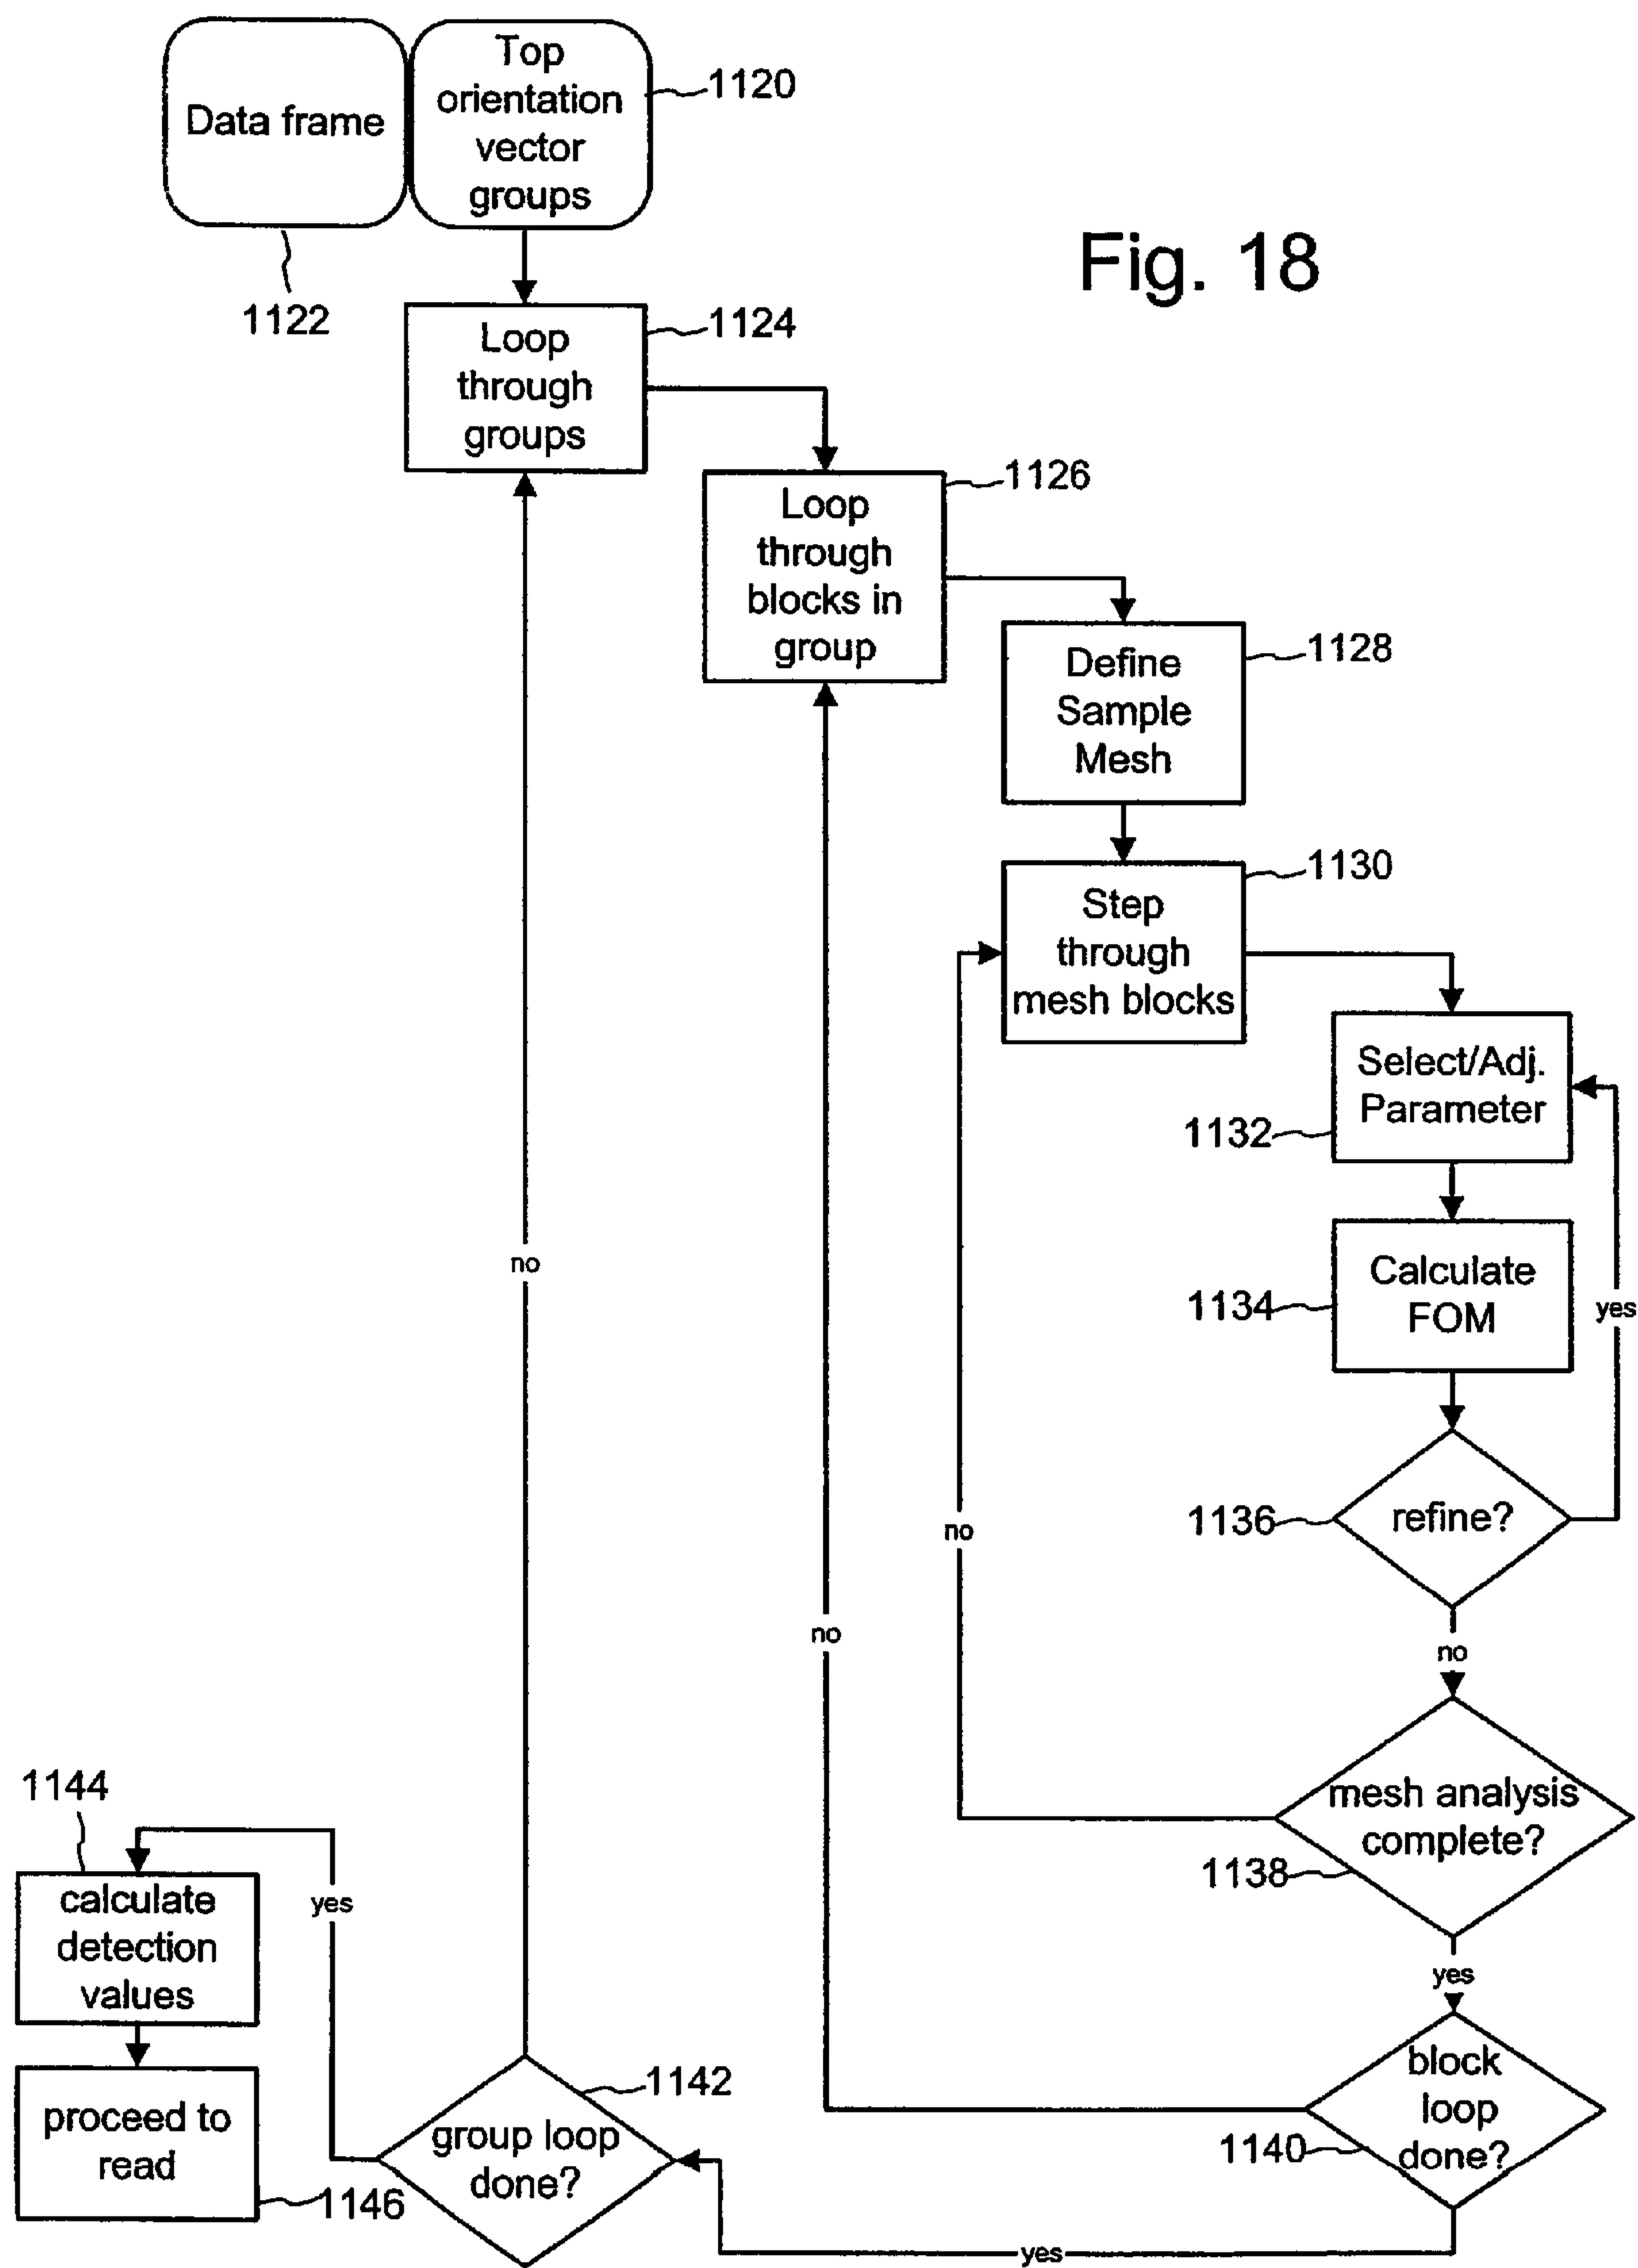 Data frame
Top
orientation
vector
groups
1120
1122
Fig. 18
Loop
through
groups
1124
Loop
through
blocks in
group
1126
Define
Sample
Mesh
1128
Step
through
mesh blocks
1130
Select/Adj.
Parameter
1132
Calculate
FOM
1134
yes
refine?
1136
no
no
no
no
mesh analysis
complete?
1138
yes
block
loop
done?
1140
yes
group loop
done?
1142
yes
1144
calculate
detection
values
proceed to
read
1146